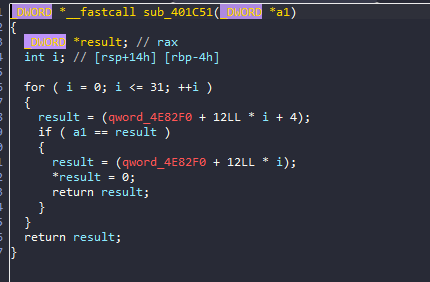 _DWORD *__fastcall sub_401C51(_DWORD *a1)
{
_DWORD *result; // rax
int i; // [rsp+14h] [rbp-4h]
for ( i = 0; i <= 31; ++i )
{
result = (qword_4E82F0 + 12LL * i + 4);
if ( a1 == result )
{
result = (qword_4E82F0 + 12LL * i);
*result = 0;
return result;
}
}
return result;
}